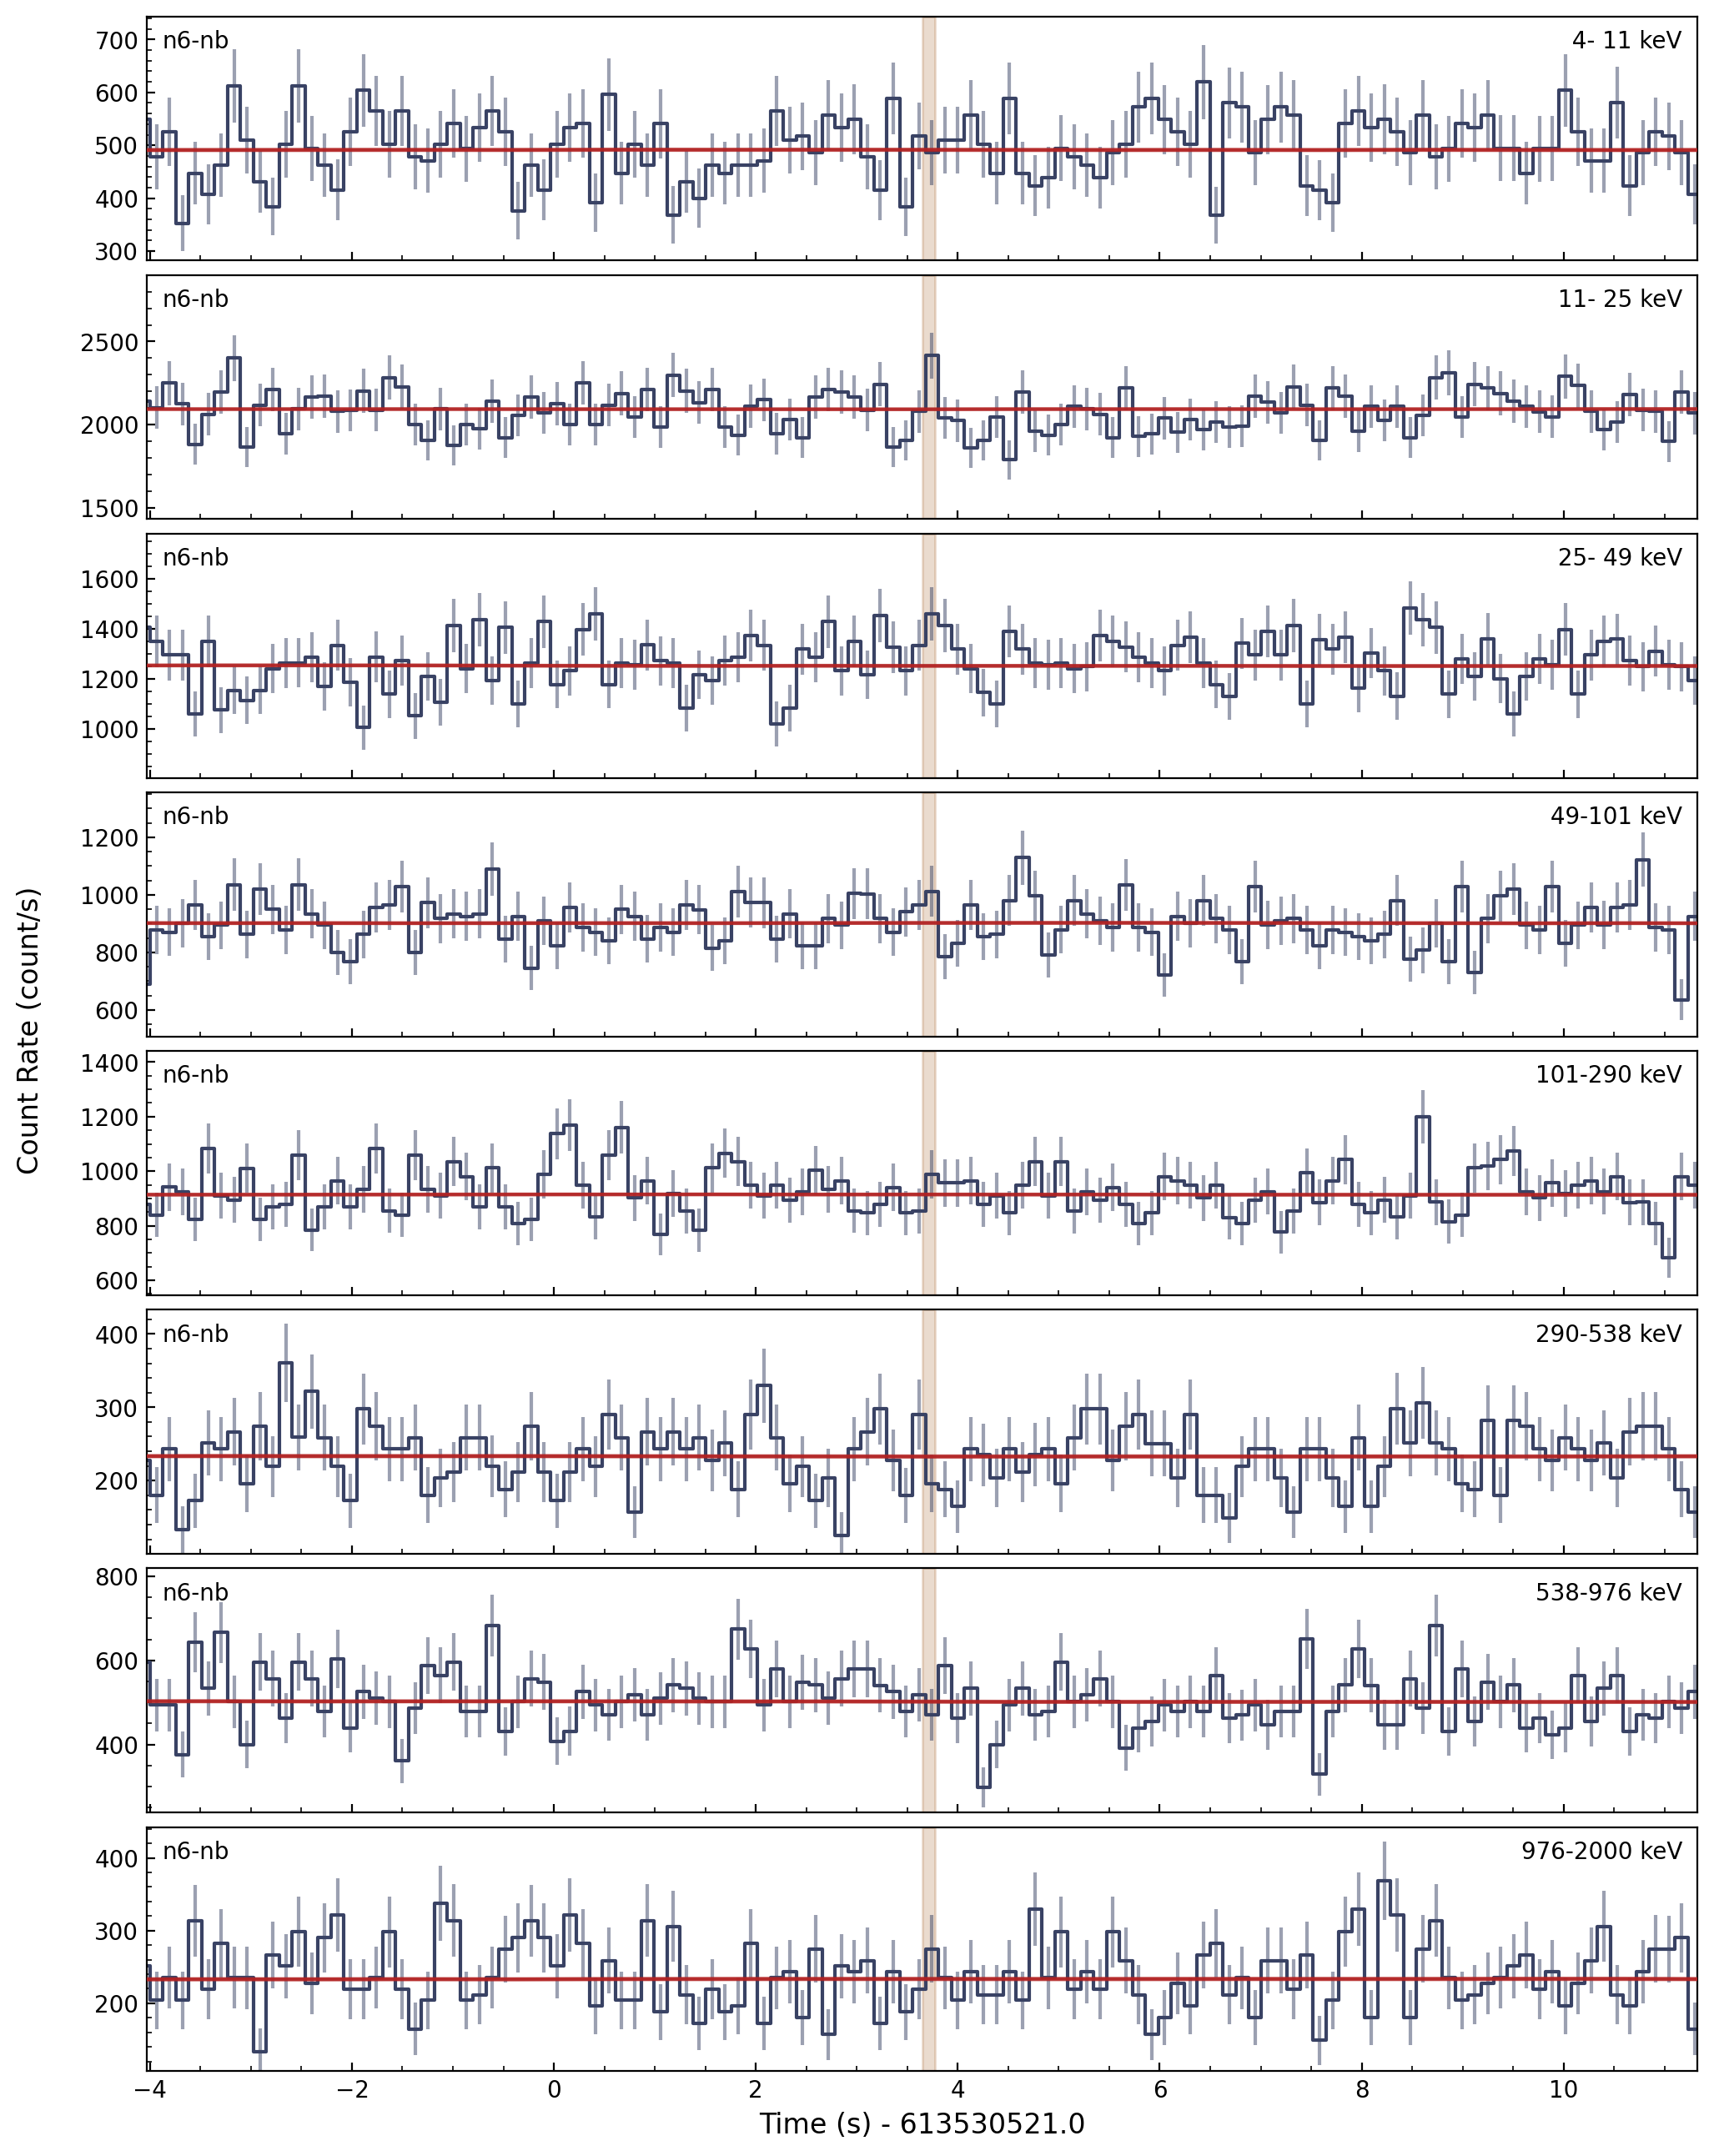 n6-nb 4- 11 keV
700
600
500
400
300
n6-nb 11- 25 keV
2500
2000
1500
n6-nb 25- 49 keV
1600
1400
1200
1000
n6-nb 49-101 keV
1200
1000
800
600
n6-nb 101-290 keV
1400
1200
1000
800
600
n6-nb 290-538 keV
400
300
200
n6-nb 538-976 keV
800
600
400
n6-nb 976-2000 keV
400
300
200
−4 −2 0 2 4 6 8 10
Time (s) - 613530521.0
Count Rate (count/s)